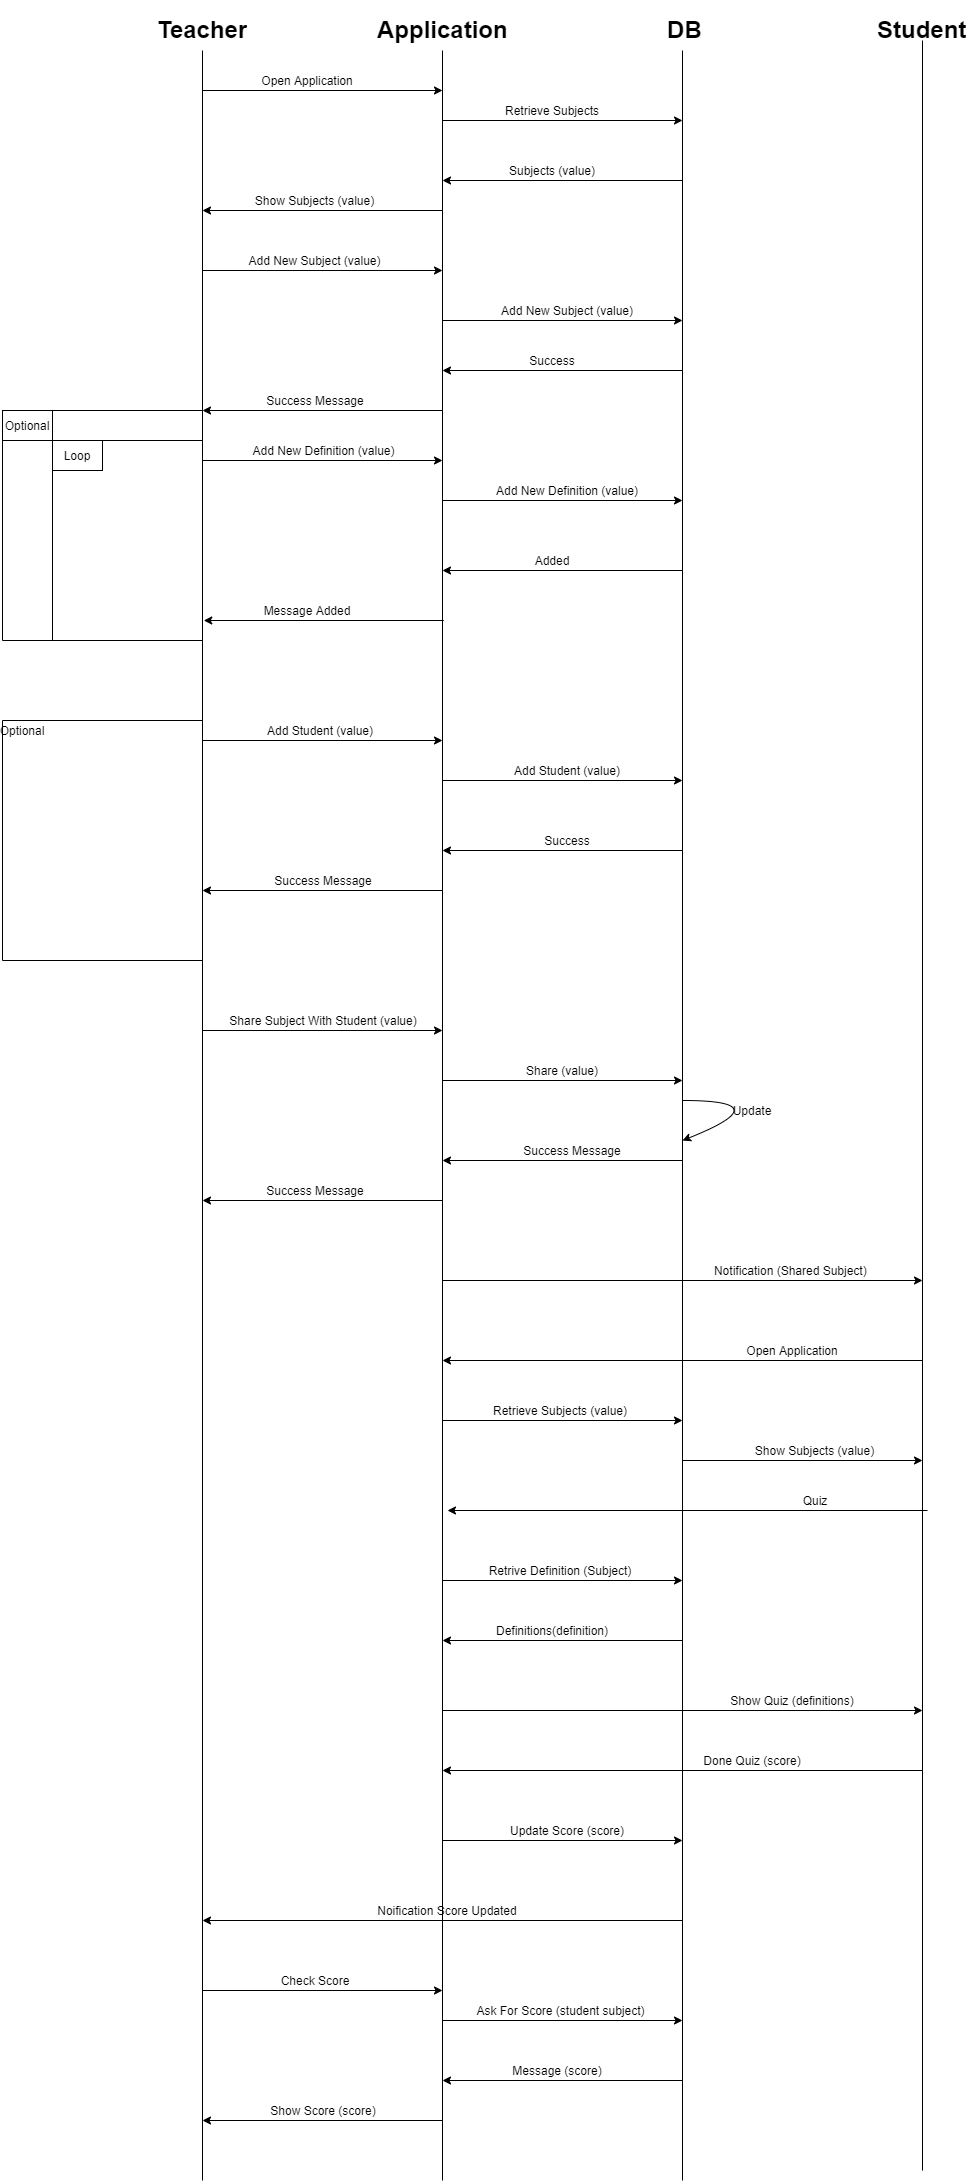 Teacher
Application
DB
Student
Open Application
Retrieve Subjects
Subjects (value)
Show Subjects (value)
Add New Subject (value)
Add New Subject (value)
Success
Success Message
Optional
Loop
Add New Definition (value)
Add New Definition (value)
Added
Message Added
Optional
Add Student (value)
Add Student (value)
Success
Success Message
Share Subject With Student (value)
Share (value)
Update
Success Message
Success Message
Notification (Shared Subject)
Open Application
Retrieve Subjects (value)
Show Subjects (value)
Quiz
Retrive Definition (Subject)
Definitions(definition)
Show Quiz (definitions)
Done Quiz (score)
Update Score (score)
Noification Score Updated
Check Score
Ask For Score (student subject)
Message (score)
Show Score (score)